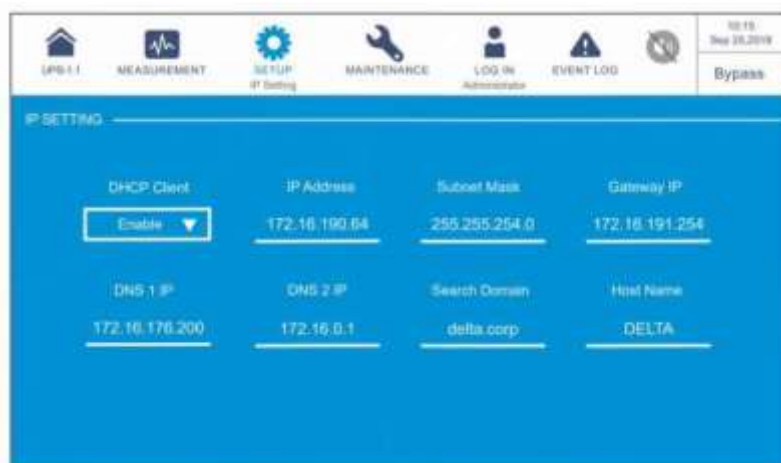 10:15
UPS-1.1 MEASUREMENT SETUP MAINTENANCE LOG IN EVENT LOG
IP Setting Administrator
Bypass
IP SETTING
DHCP Client IP Address Subnet Mask Gateway IP
Enable 172.16.190.64 255.255.254.0 172.16.191.254
DNS 1 IP DNS 2 IP Search Domain Host Name
172.16.176.200 172.16.0.1 delta.corp DELTA